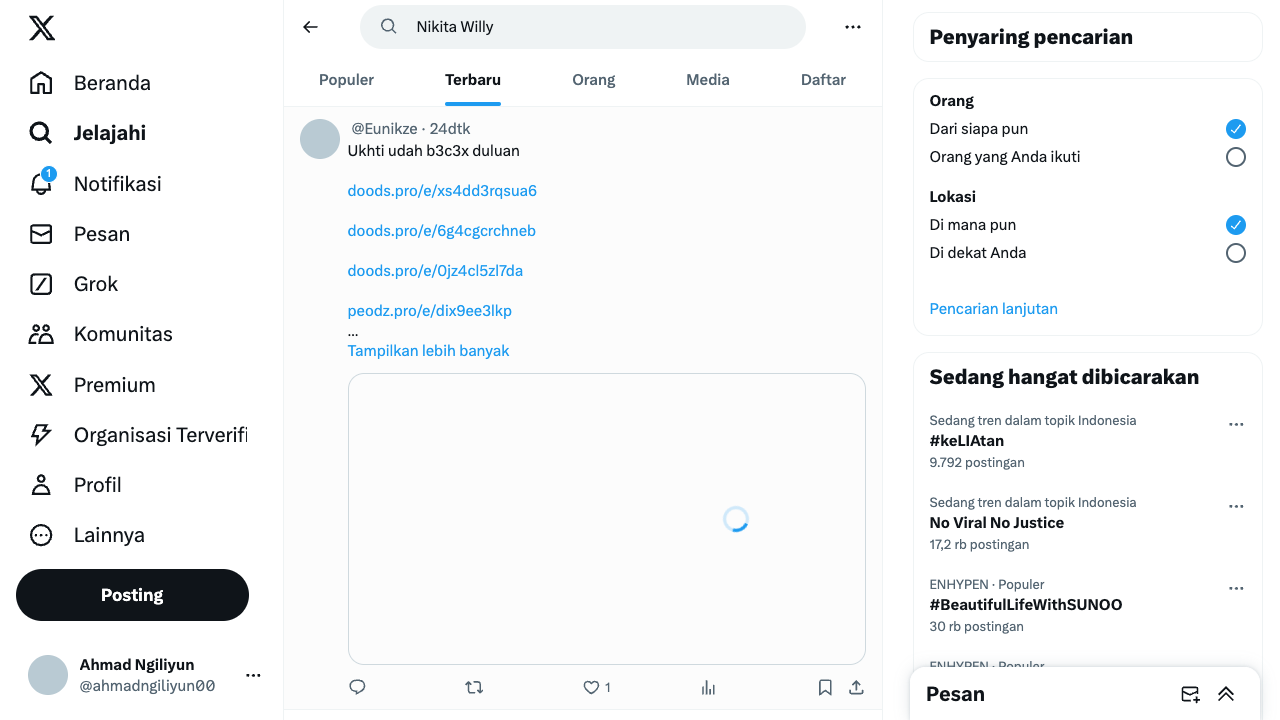 Nikita Willy
Populer
Terbaru
Orang
Media
Daftar
Beranda
Jelajahi
1
Notifikasi
Pesan
Grok
Komunitas
Premium
Organisasi Terverifi
Profil
Lainnya
Posting
Ahmad Ngiliyun
@ahmadngiliyun00
@Eunikze · 24dtk
Ukhti udah b3c3x duluan
doods.pro/e/xs4dd3rqsua6
doods.pro/e/6g4cgcrchneb
doods.pro/e/0jz4cl5zl7da
peodz.pro/e/dix9ee3lkp
...
Tampilkan lebih banyak
1
Penyaring pencarian
Orang
Dari siapa pun
Orang yang Anda ikuti
Lokasi
Di mana pun
Di dekat Anda
Pencarian lanjutan
Sedang hangat dibicarakan
Sedang tren dalam topik Indonesia
#keLIAtan
9.792 postingan
Sedang tren dalam topik Indonesia
No Viral No Justice
17,2 rb postingan
ENHYPEN · Populer
#BeautifulLifeWithSUNOO
30 rb postingan
ENHYPEN · Populer
Pesan